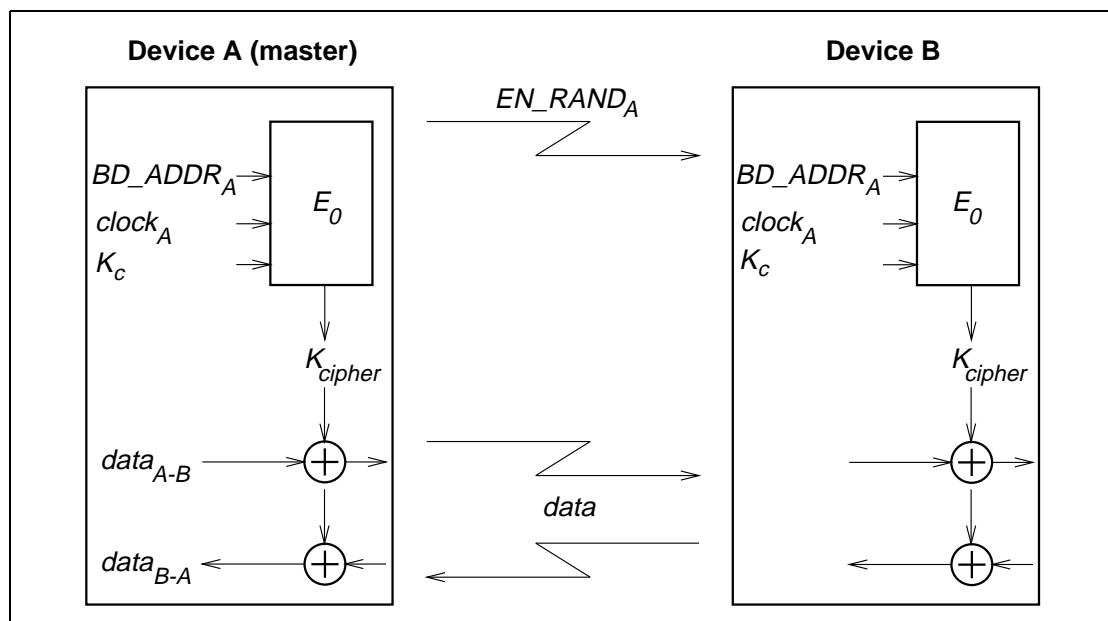 Device A (master)
Device B
EN_RAND_A
BD_ADDR_A
clock_A
K_c
E_0
K_cipher
data_A-B
data_B-A
data
BD_ADDR_A
clock_A
K_c
E_0
K_cipher